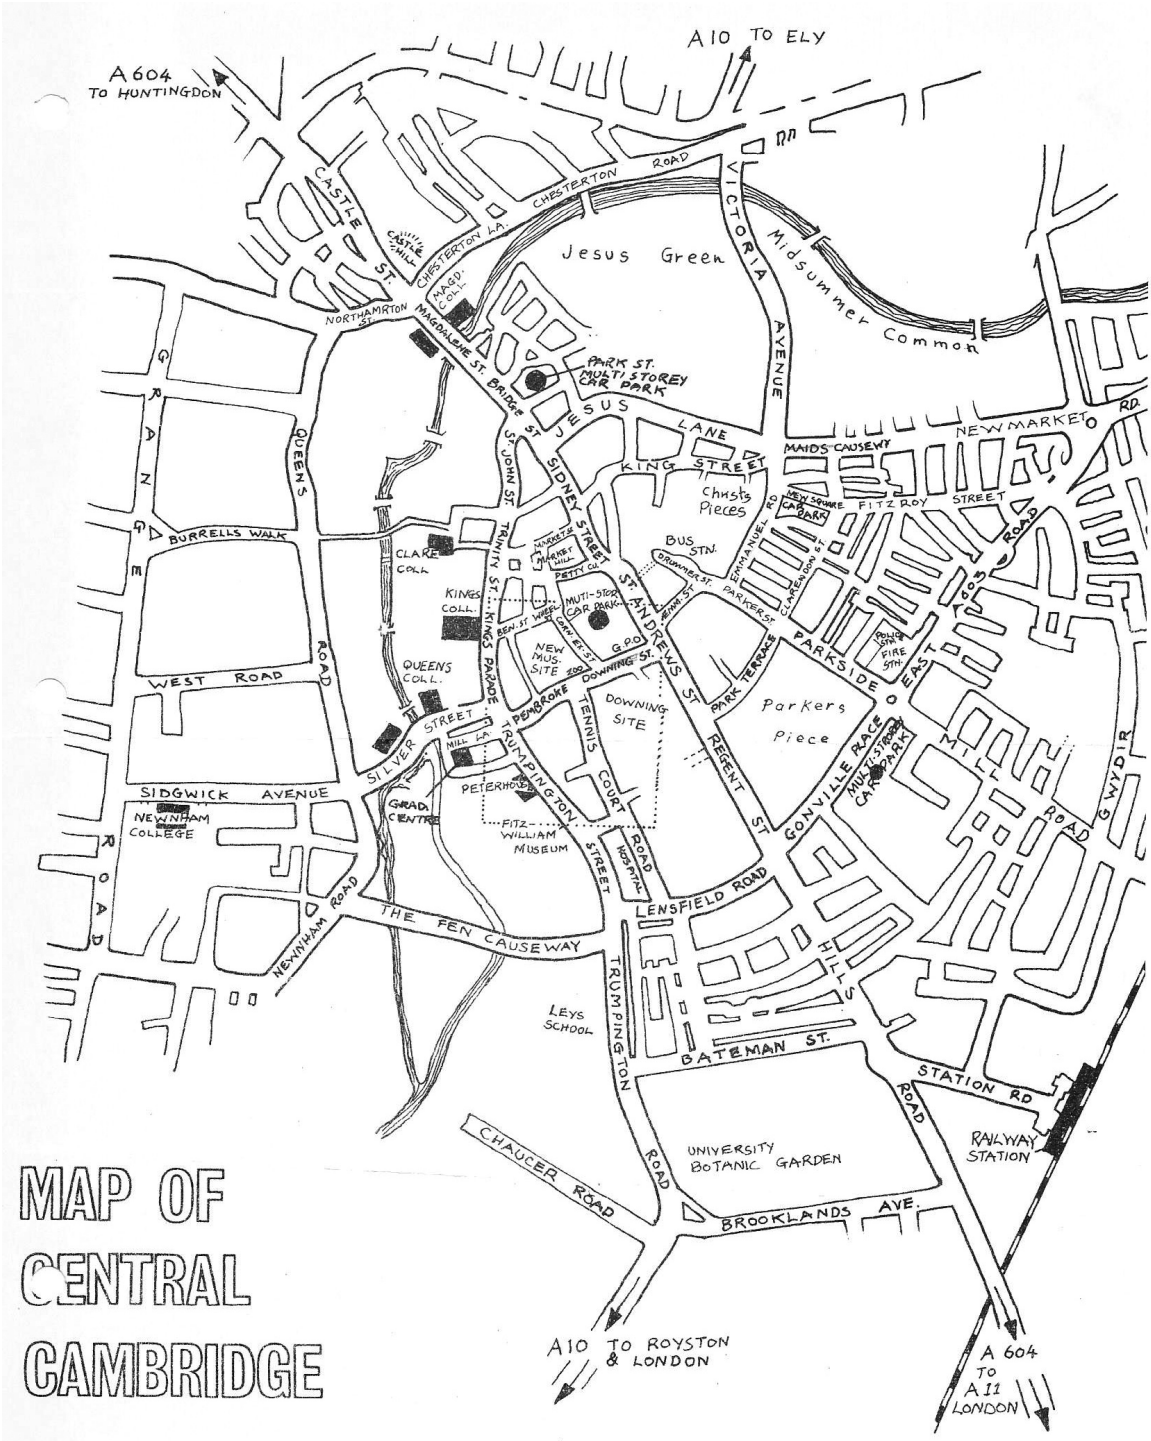 A10 TO ELY
A604
TO HUNTINGDON
CASTLE ST.
CASTLE
HILL
CHESTERTON LA.
CHESTERTON ROAD
VICTORIA AVENUE
Jesus Green
Midsummer Common
MAGD.
COLL
NORTHAMRTON
ST.
MAGDALENE ST.
BRIDGE ST
PARK ST.
MULTI STOREY
CAR PARK
JESUS LANE
NEWMARKET RD.
MAIDS CAUSEWY
KING STREET
GRANGE ROAD
QUEENS ROAD
ST. JOHN ST.
SIDNEY STREET
Christs
Pieces
EMMANUEL RD
NEW SQUARE
CAR
PARK
FITZROY STREET
A603
ROAD
BURRELLS WALK
TRINITY ST.
MARKET ST.
MARKET
HILL
PETTY CU.
BUS
STN.
DRUMMER ST.
CLARENDON ST.
CLARE
COLL
KINGS
COLL.
KINGS PARADE
MUTI-STOR
CAR PARK
ST. ANDREWS ST
EMM. ST
PARKER ST.
PARKSIDE
BEN. ST
WHEEL
CORN. EX. ST
G.P.O.
NEW
MUS.
SITE
ZOO
DOWNING ST.
POLICE
STN.
FIRE
STN.
EAST
WEST ROAD
QUEENS
COLL.
PEMBROKE
DOWNING
SITE
PARK TERRACE
Parkers
Piece
SILVER STREET
MILL LA.
TRUMPINGTON STREET
TENNIS COURT ROAD
REGENT ST
GONVILLE PLACE
MULTI-STOREY
CAR PARK
MILL ROAD
GWYDIR
SIDGWICK AVENUE
NEWNHAM
COLLEGE
GRAD.
CENTRE
PETERHOUSE
FITZ-
WILLIAM
MUSEUM
HOSPITAL
LENSFIELD ROAD
NEWNHAM ROAD
THE FEN CAUSEWAY
HILLS ROAD
TRUMPINGTON ROAD
LEYS
SCHOOL
BATEMAN ST.
STATION RD
RAILWAY
STATION
CHAUCER ROAD
UNIVERSITY
BOTANIC GARDEN
BROOKLANDS AVE.
MAP OF
CENTRAL
CAMBRIDGE
A10 TO ROYSTON
& LONDON
A 604
TO
A 11
LONDON